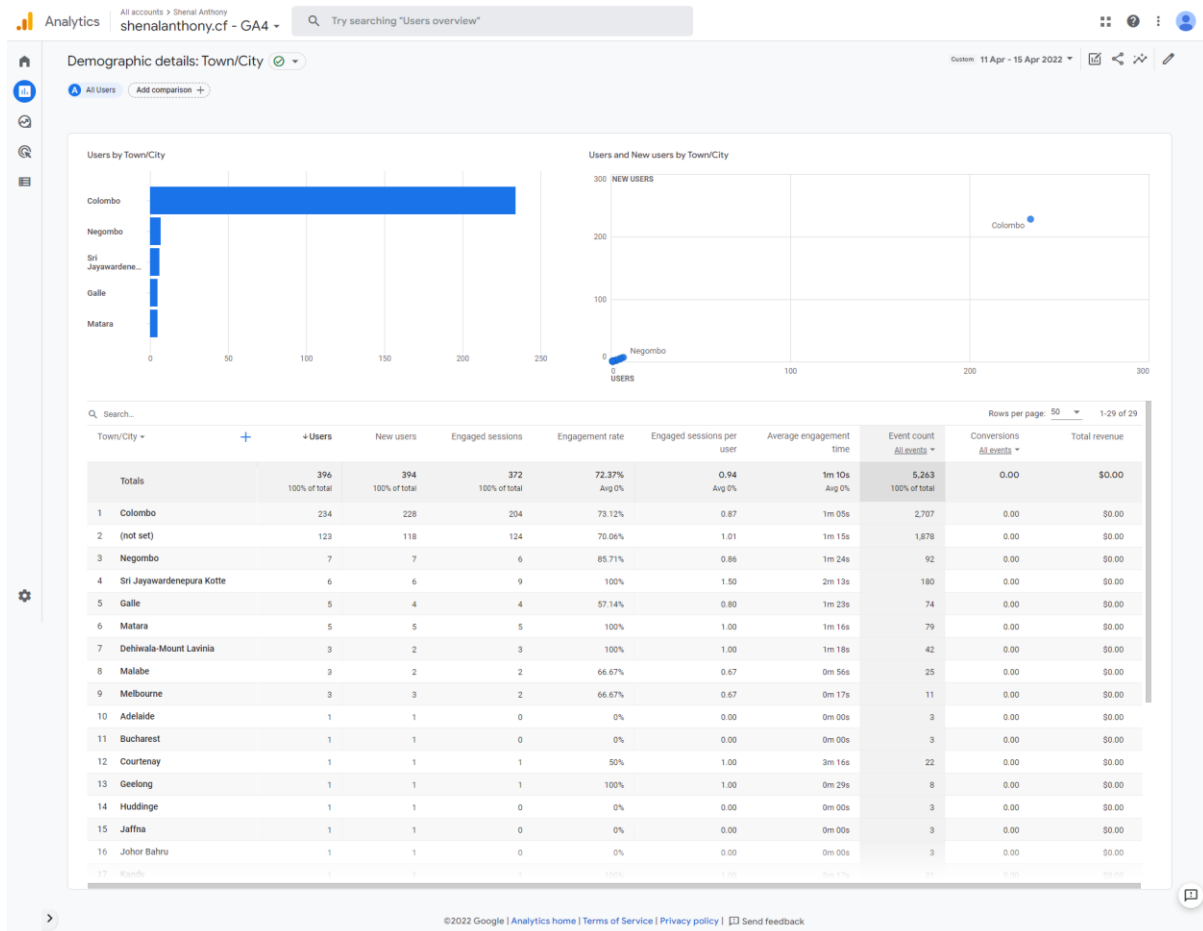 All accounts > Shenal Anthony
Analytics
shenalanthony.cf - GA4
Try searching "Users overview"
Demographic details: Town/City
Custom 11 Apr - 15 Apr 2022
A All Users
Add comparison +
Users by Town/City
Colombo
Negombo
Sri
Jayawardene...
Galle
Matara
0 50 100 150 200 250
Users and New users by Town/City
300 NEW USERS
Colombo
200
100
Negombo
0
0 100 200 300
USERS
Search...
Rows per page: 50 1-29 of 29
Town/City + ↓Users New users Engaged sessions Engagement rate Engaged sessions per user Average engagement time Event count Conversions Total revenue
All events All events
Totals 396 394 372 72.37% 0.94 1m 10s 5,263 0.00 $0.00
100% of total 100% of total 100% of total Avg 0% Avg 0% Avg 0% 100% of total
1 Colombo 234 228 204 73.12% 0.87 1m 05s 2,707 0.00 $0.00
2 (not set) 123 118 124 70.06% 1.01 1m 15s 1,878 0.00 $0.00
3 Negombo 7 7 6 85.71% 0.86 1m 24s 92 0.00 $0.00
4 Sri Jayawardenepura Kotte 6 6 9 100% 1.50 2m 13s 180 0.00 $0.00
5 Galle 5 4 4 57.14% 0.80 1m 23s 74 0.00 $0.00
6 Matara 5 5 5 100% 1.00 1m 16s 79 0.00 $0.00
7 Dehiwala-Mount Lavinia 3 2 3 100% 1.00 1m 18s 42 0.00 $0.00
8 Malabe 3 2 2 66.67% 0.67 0m 56s 25 0.00 $0.00
9 Melbourne 3 3 2 66.67% 0.67 0m 17s 11 0.00 $0.00
10 Adelaide 1 1 0 0% 0.00 0m 00s 3 0.00 $0.00
11 Bucharest 1 1 0 0% 0.00 0m 00s 3 0.00 $0.00
12 Courtenay 1 1 1 50% 1.00 3m 16s 22 0.00 $0.00
13 Geelong 1 1 1 100% 1.00 0m 29s 8 0.00 $0.00
14 Huddinge 1 1 0 0% 0.00 0m 00s 3 0.00 $0.00
15 Jaffna 1 1 0 0% 0.00 0m 00s 3 0.00 $0.00
16 Johor Bahru 1 1 0 0% 0.00 0m 00s 3 0.00 $0.00
17 Kandy 1 1 1 100% 1.00
©2022 Google | Analytics home | Terms of Service | Privacy policy | Send feedback